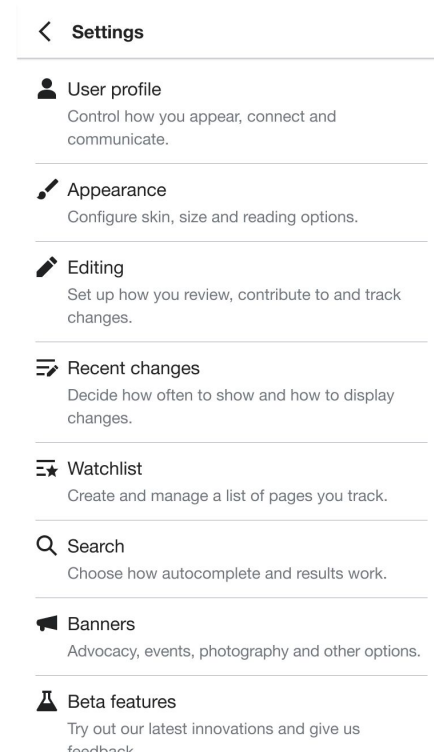 Settings
User profile
Control how you appear, connect and
communicate.
Appearance
Configure skin, size and reading options.
Editing
Set up how you review, contribute to and track
changes.
Recent changes
Decide how often to show and how to display
changes.
Watchlist
Create and manage a list of pages you track.
Search
Choose how autocomplete and results work.
Banners
Advocacy, events, photography and other options.
Beta features
Try out our latest innovations and give us
feedback